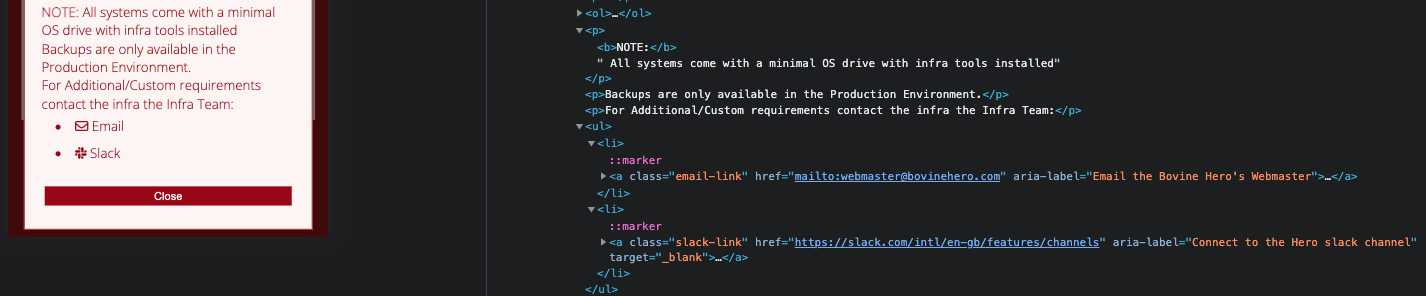 NOTE: All systems come with a minimal
OS drive with infra tools installed
Backups are only available in the
Production Environment.
For Additional/Custom requirements
contact the infra the Infra Team:
Email
Slack
Close
<ol>…</ol>
<p>
<b>NOTE:</b>
" All systems come with a minimal OS drive with infra tools installed"
</p>
<p>Backups are only available in the Production Environment.</p>
<p>For Additional/Custom requirements contact the infra the Infra Team:</p>
<ul>
<li>
::marker
<a class="email-link" href="mailto:webmaster@bovinehero.com" aria-label="Email the Bovine Hero's Webmaster">…</a>
</li>
<li>
::marker
<a class="slack-link" href="https://slack.com/intl/en-gb/features/channels" aria-label="Connect to the Hero slack channel"
target="_blank">…</a>
</li>
</ul>